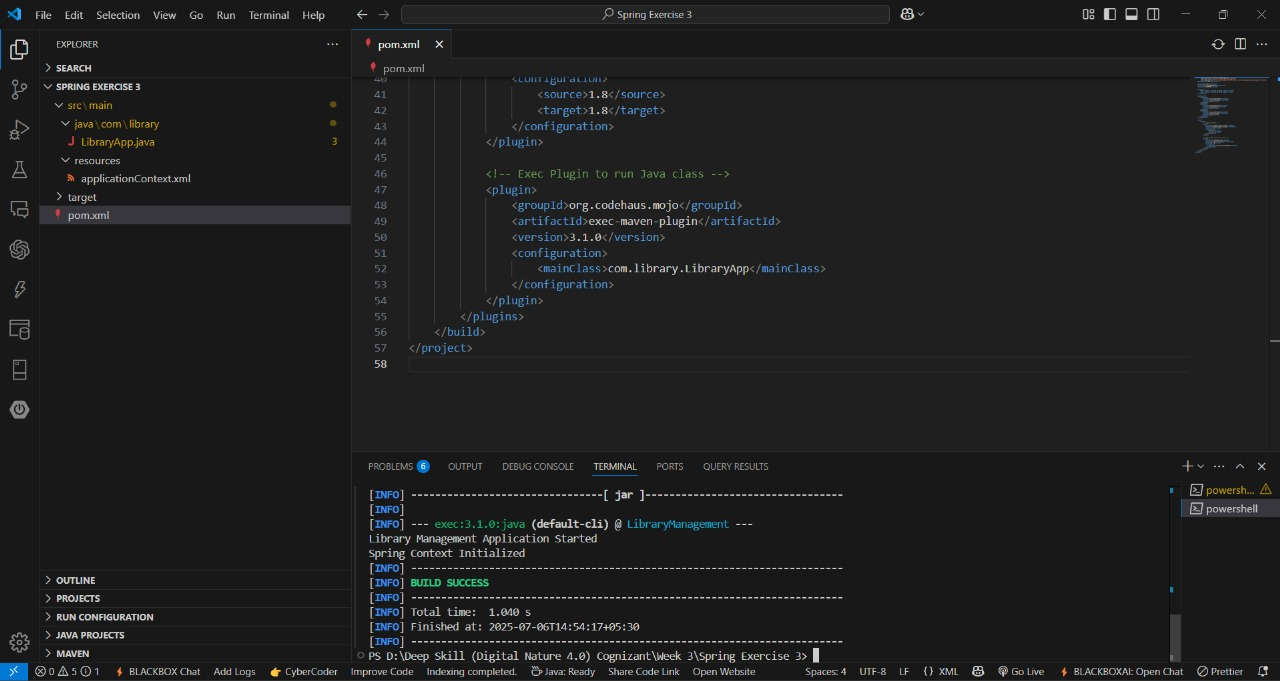 File Edit Selection View Go Run Terminal Help
Spring Exercise 3
EXPLORER
SEARCH
SPRING EXERCISE 3
src\main
java\com\library
LibraryApp.java 3
resources
applicationContext.xml
target
pom.xml
OUTLINE
PROJECTS
RUN CONFIGURATION
JAVA PROJECTS
MAVEN
pom.xml
pom.xml
40 <configuration>
41 <source>1.8</source>
42 <target>1.8</target>
43 </configuration>
44 </plugin>
45
46 <!-- Exec Plugin to run Java class -->
47 <plugin>
48 <groupId>org.codehaus.mojo</groupId>
49 <artifactId>exec-maven-plugin</artifactId>
50 <version>3.1.0</version>
51 <configuration>
52 <mainClass>com.library.LibraryApp</mainClass>
53 </configuration>
54 </plugin>
55 </plugins>
56 </build>
57 </project>
58
PROBLEMS 6 OUTPUT DEBUG CONSOLE TERMINAL PORTS QUERY RESULTS
[INFO] --------------------------------[ jar ]---------------------------------
[INFO]
[INFO] --- exec:3.1.0:java (default-cli) @ LibraryManagement ---
Library Management Application Started
Spring Context Initialized
[INFO] ------------------------------------------------------------------------
[INFO] BUILD SUCCESS
[INFO] ------------------------------------------------------------------------
[INFO] Total time:  1.040 s
[INFO] Finished at: 2025-07-06T14:54:17+05:30
[INFO] ------------------------------------------------------------------------
PS D:\Deep Skill (Digital Nature 4.0) Cognizant\Week 3\Spring Exercise 3>
powersh...
powershell
0 5 1 BLACKBOX Chat Add Logs CyberCoder Improve Code Indexing completed. Java: Ready Share Code Link Open Website Spaces: 4 UTF-8 LF {} XML Go Live BLACKBOXAI: Open Chat Prettier